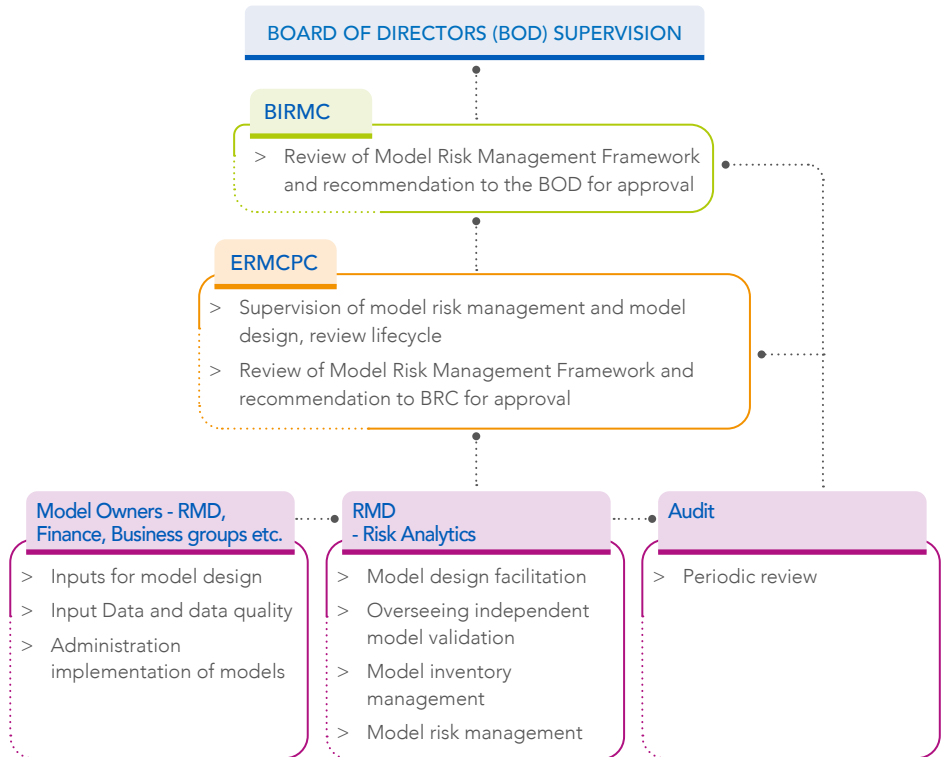 BOARD OF DIRECTORS (BOD) SUPERVISION
BIRMC
> Review of Model Risk Management Framework
and recommendation to the BOD for approval
ERMCPC
> Supervision of model risk management and model
design, review lifecycle
> Review of Model Risk Management Framework and
recommendation to BRC for approval
Model Owners - RMD,
Finance, Business groups etc.
> Inputs for model design
> Input Data and data quality
> Administration
implementation of models
RMD
- Risk Analytics
> Model design facilitation
> Overseeing independent
model validation
> Model inventory
management
> Model risk management
Audit
> Periodic review